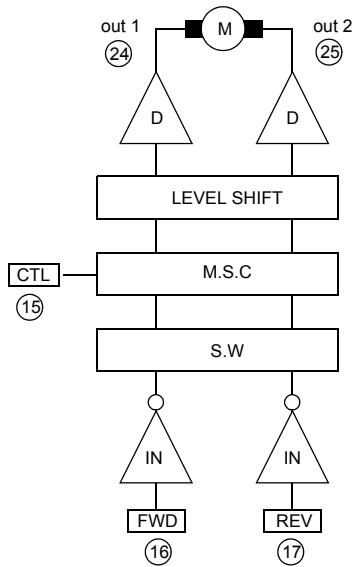 out 1 M out 2
24 25
D D
LEVEL SHIFT
CTL M.S.C
15
S.W
IN IN
FWD REV
16 17